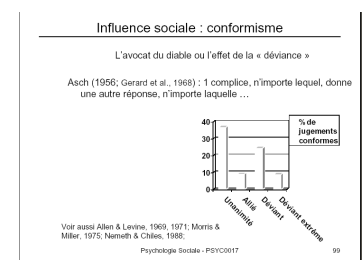 Influence sociale : conformisme
L'avocat du diable ou l'effet de la « déviance »
Asch (1956; Gerard et al., 1968) : 1 complice, n'importe lequel, donne
une autre réponse, n'importe laquelle …
% de
jugements
conformes
40
30
20
10
0
Unanimité
Allié
Déviant
Déviant extrême
Voir aussi Allen & Levine, 1969, 1971; Morris &
Miller, 1975; Nemeth & Chiles, 1988;
Psychologie Sociale - PSYC0017
99